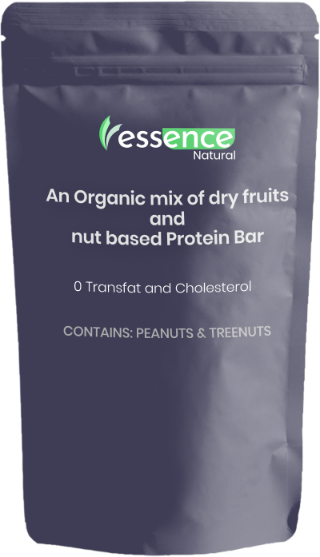 essence
Natural
An Organic mix of dry fruits
and
nut based Protein Bar
0 Transfat and Cholesterol
CONTAINS: PEANUTS & TREENUTS